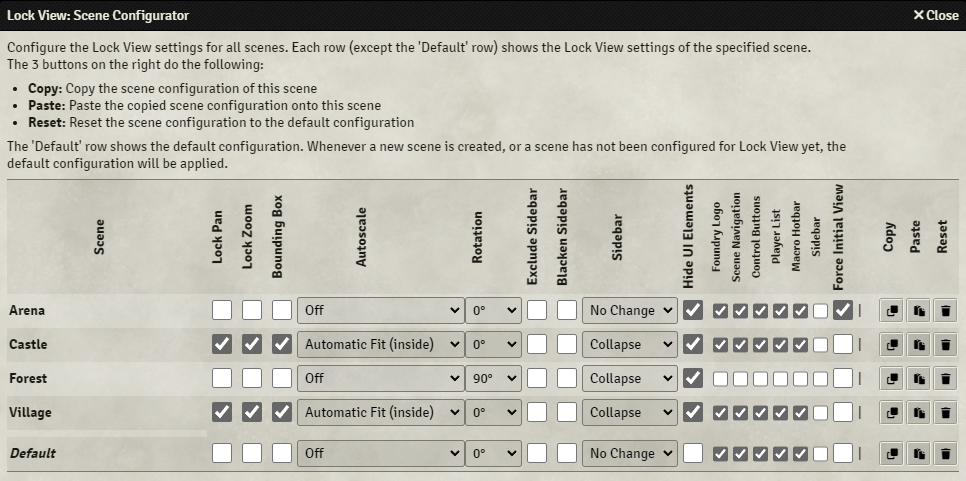 Lock View: Scene Configurator
Close
Configure the Lock View settings for all scenes. Each row (except the 'Default' row) shows the Lock View settings of the specified scene.
The 3 buttons on the right do the following:
• Copy: Copy the scene configuration of this scene
• Paste: Paste the copied scene configuration onto this scene
• Reset: Reset the scene configuration to the default configuration
The 'Default' row shows the default configuration. Whenever a new scene is created, or a scene has not been configured for Lock View yet, the
default configuration will be applied.
Scene Lock Pan Lock Zoom Bounding Box Autoscale Rotation Exclude Sidebar Blacken Sidebar Sidebar Hide UI Elements Foundry Logo Scene Navigation Control Buttons Player List Macro Hotbar Sidebar Force Initial View Copy Paste Reset
Arena Off 0° No Change |
Castle Automatic Fit (inside) 0° Collapse |
Forest Off 90° Collapse |
Village Automatic Fit (inside) 0° Collapse |
Default Off 0° No Change |